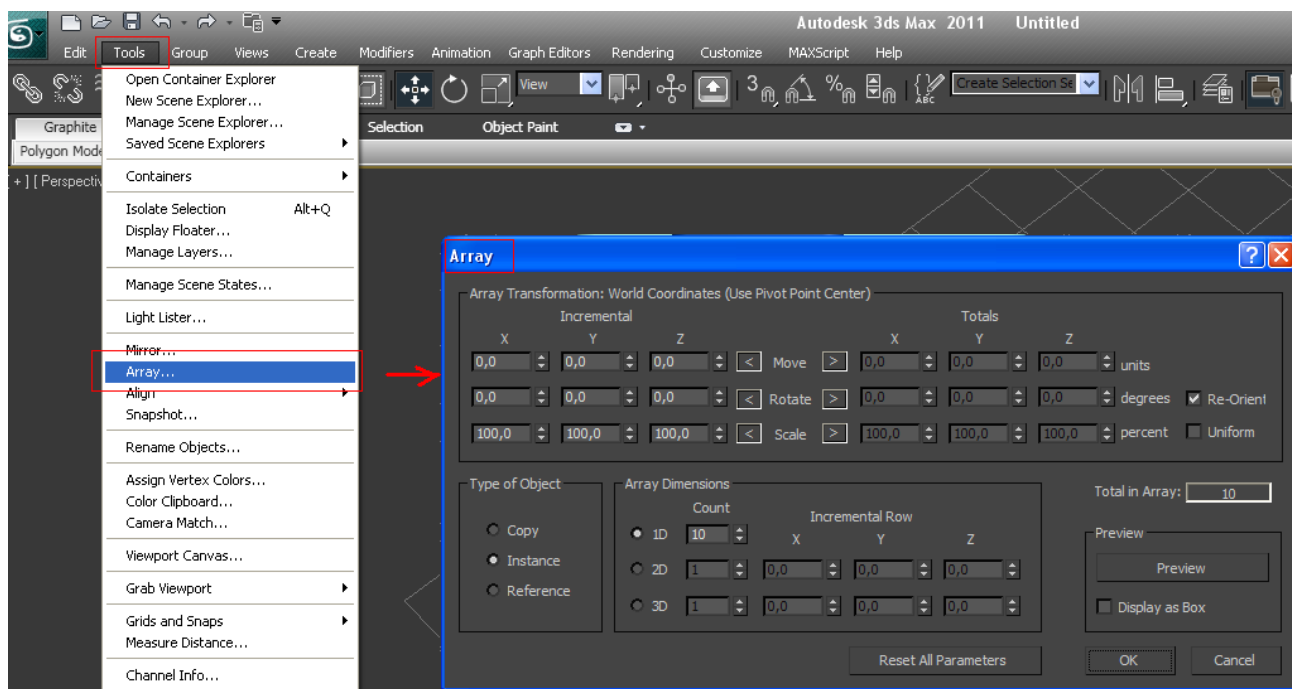 Autodesk 3ds Max 2011 Untitled
Edit Tools Group Views Create Modifiers Animation Graph Editors Rendering Customize MAXScript Help
View
3
%
ABC
Create Selection Se
Graphite
Selection
Object Paint
Polygon Mode
+ ] [ Perspectiv
Open Container Explorer
New Scene Explorer...
Manage Scene Explorer...
Saved Scene Explorers
Containers
Isolate Selection Alt+Q
Display Floater...
Manage Layers...
Manage Scene States...
Light Lister...
Mirror...
Array...
Align
Snapshot...
Rename Objects...
Assign Vertex Colors...
Color Clipboard...
Camera Match...
Viewport Canvas...
Grab Viewport
Grids and Snaps
Measure Distance...
Channel Info...
Array
?
Array Transformation: World Coordinates (Use Pivot Point Center)
Incremental Totals
X Y Z X Y Z
0,0 0,0 0,0 < Move > 0,0 0,0 0,0 units
0,0 0,0 0,0 < Rotate > 0,0 0,0 0,0 degrees Re-Orient
100,0 100,0 100,0 < Scale > 100,0 100,0 100,0 percent Uniform
Type of Object
Copy
Instance
Reference
Array Dimensions
Count
Incremental Row
1D 10 X Y Z
2D 1 0,0 0,0 0,0
3D 1 0,0 0,0 0,0
Total in Array: 10
Preview
Preview
Display as Box
Reset All Parameters
OK
Cancel